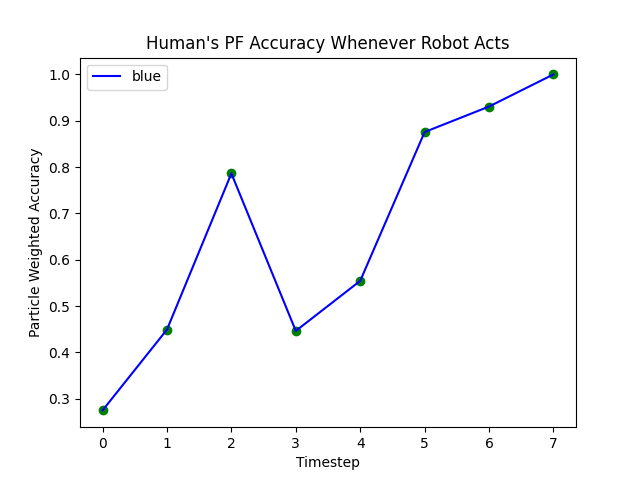 Human's PF Accuracy Whenever Robot Acts
blue
1.0
0.9
0.8
0.7
0.6
0.5
0.4
0.3
Particle Weighted Accuracy
0 1 2 3 4 5 6 7
Timestep